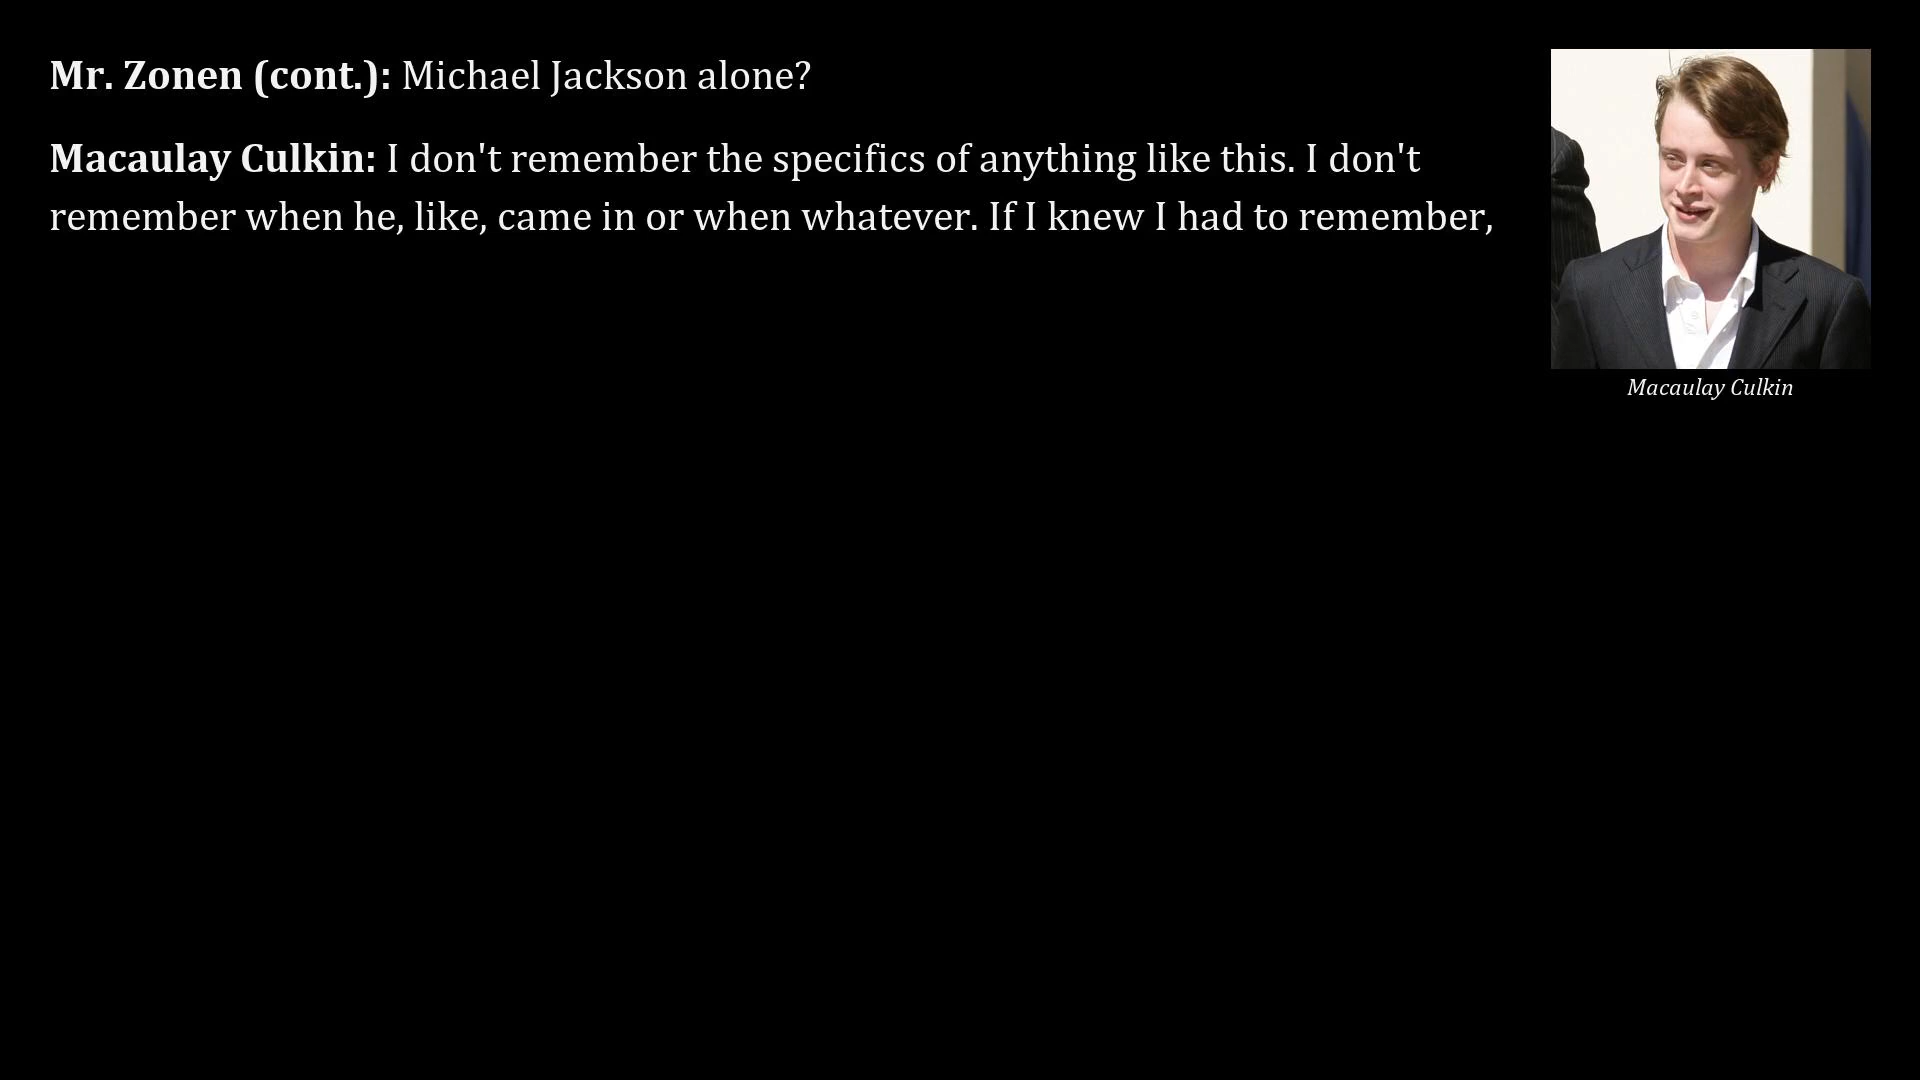 Mr. Zonen (cont.): Michael Jackson alone?
Macaulay Culkin: I don't remember the specifics of anything like this. I don't
remember when he, like, came in or when whatever. If I knew I had to remember,
Macaulay Culkin